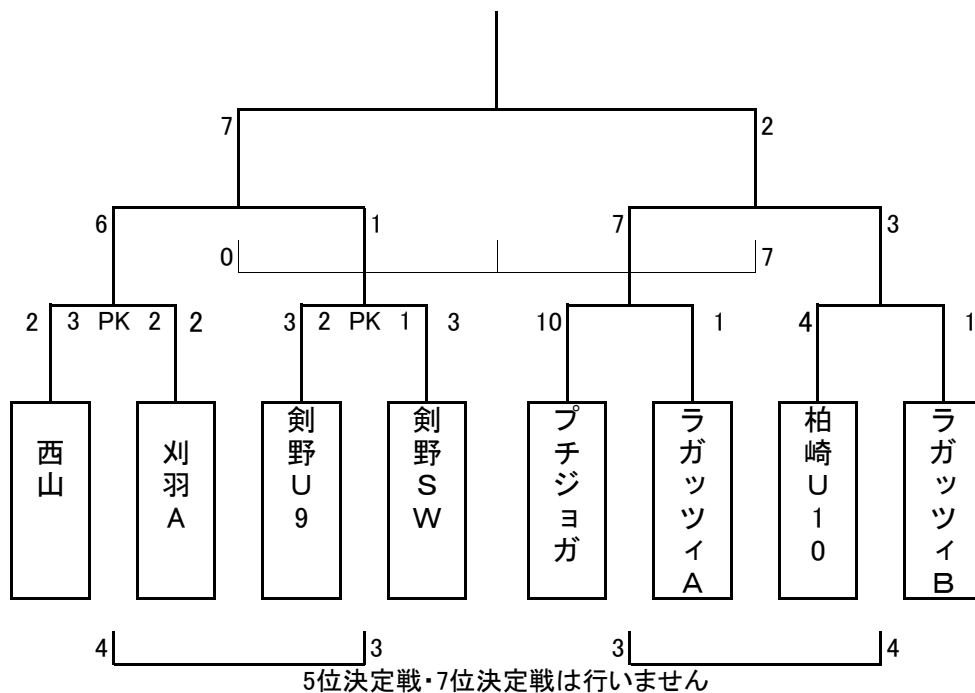 7 2
6 1 7 3
0 7
2 3 PK 2 2 3 2 PK 1 3 10 1 4 1
西山
刈羽A
剣野U9
剣野SW
プチジョガ
ラガッツィA
柏崎U10
ラガッツィB
4 3 3 4
5位決定戦・7位決定戦は行いません